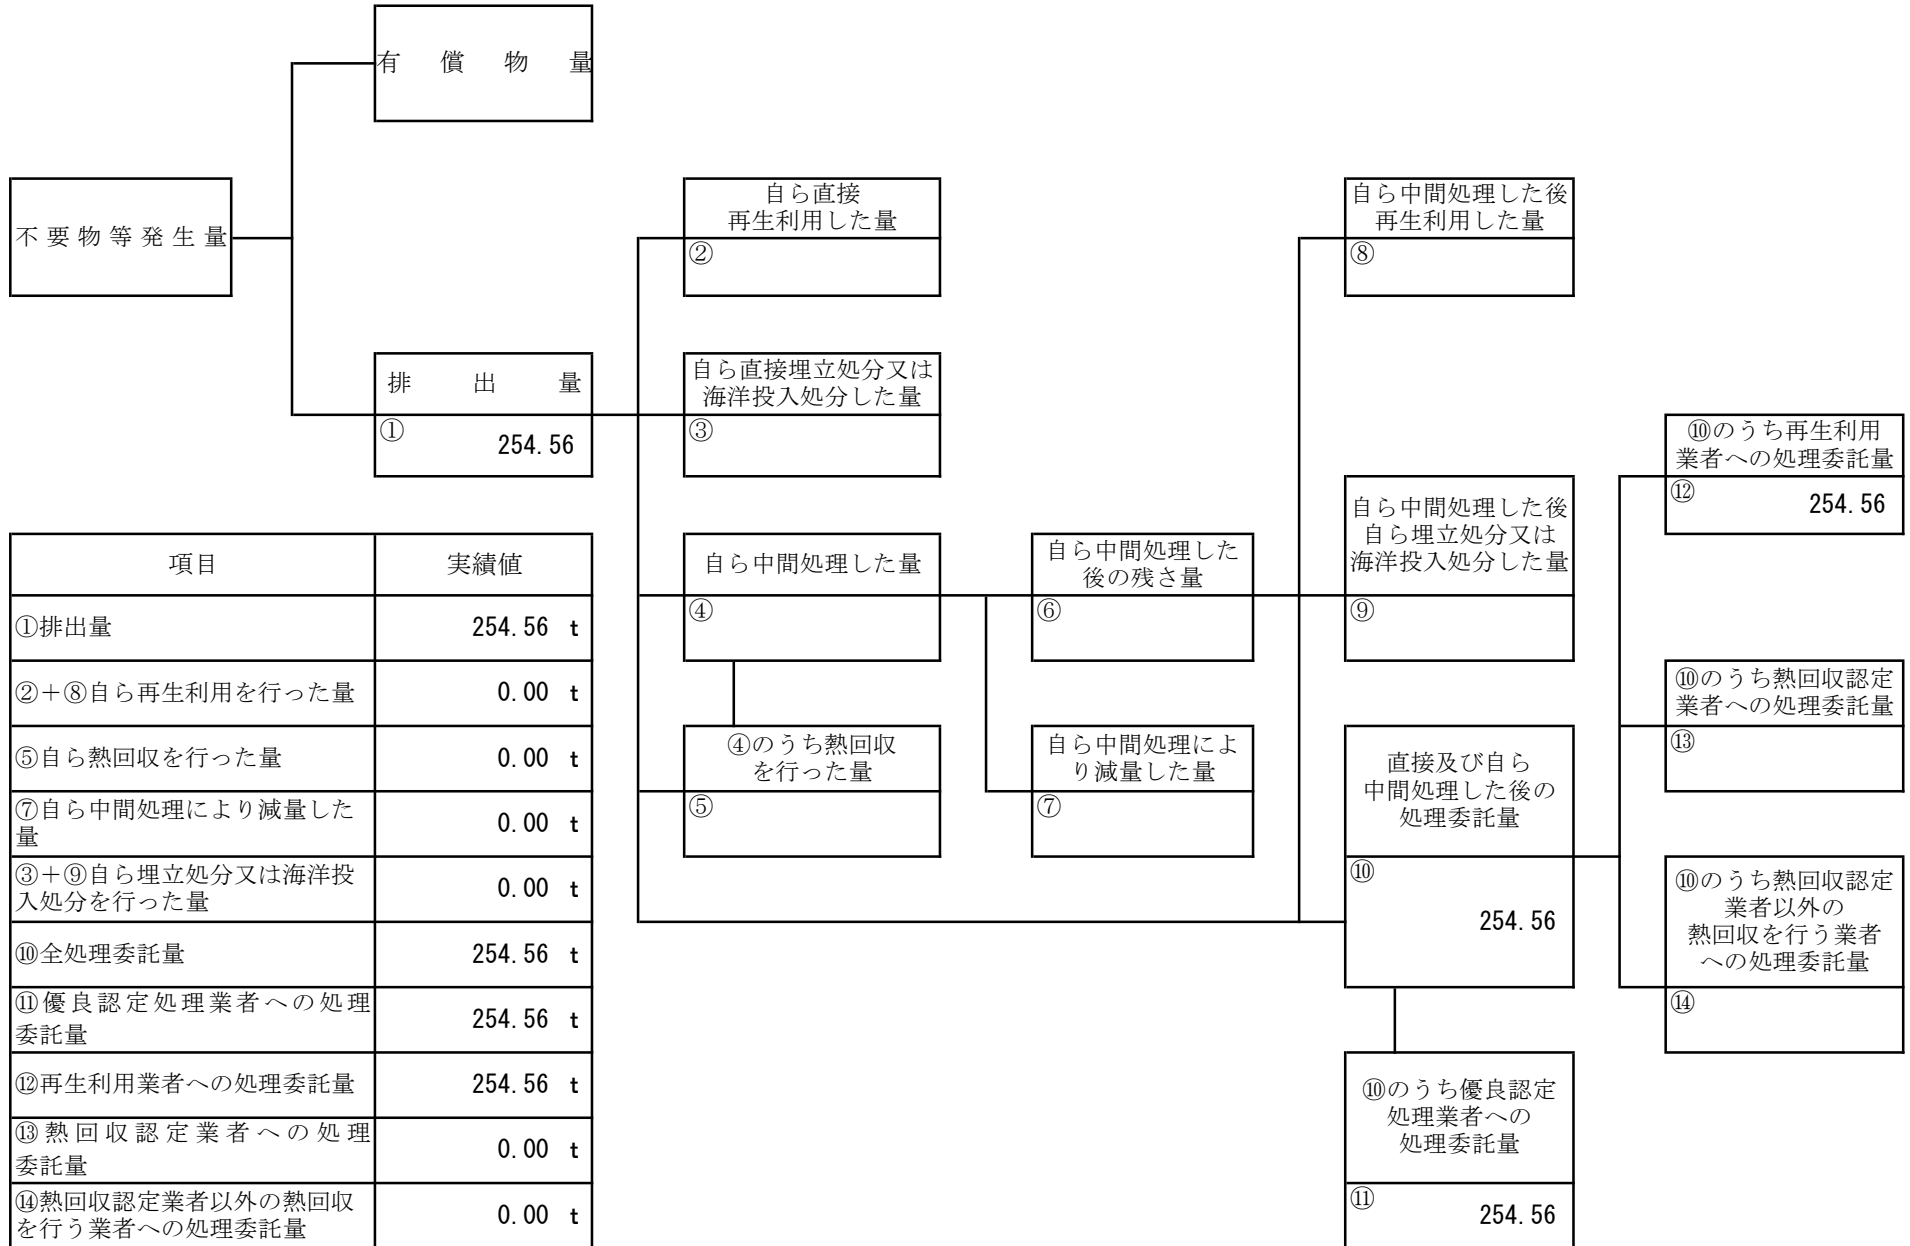 有償物量
不要物等発生量
排出量
①
254.56
自ら直接
再生利用した量
②
自ら直接埋立処分又は
海洋投入処分した量
③
自ら中間処理した量
④
④のうち熱回収
を行った量
⑤
自ら中間処理した
後の残さ量
⑥
自ら中間処理によ
り減量した量
⑦
自ら中間処理した後
再生利用した量
⑧
自ら中間処理した後
自ら埋立処分又は
海洋投入処分した量
⑨
直接及び自ら
中間処理した後の
処理委託量
⑩
254.56
⑩のうち優良認定
処理業者への
処理委託量
⑪
254.56
⑩のうち再生利用
業者への処理委託量
⑫
254.56
⑩のうち熱回収認定
業者への処理委託量
⑬
⑩のうち熱回収認定
業者以外の
熱回収を行う業者
への処理委託量
⑭
項目 実績値
①排出量 254.56 t
②＋⑧自ら再生利用を行った量 0.00 t
⑤自ら熱回収を行った量 0.00 t
⑦自ら中間処理により減量した
量 0.00 t
③＋⑨自ら埋立処分又は海洋投
入処分を行った量 0.00 t
⑩全処理委託量 254.56 t
⑪優良認定処理業者への処理
委託量 254.56 t
⑫再生利用業者への処理委託量 254.56 t
⑬熱回収認定業者への処理
委託量 0.00 t
⑭熱回収認定業者以外の熱回収
を行う業者への処理委託量 0.00 t